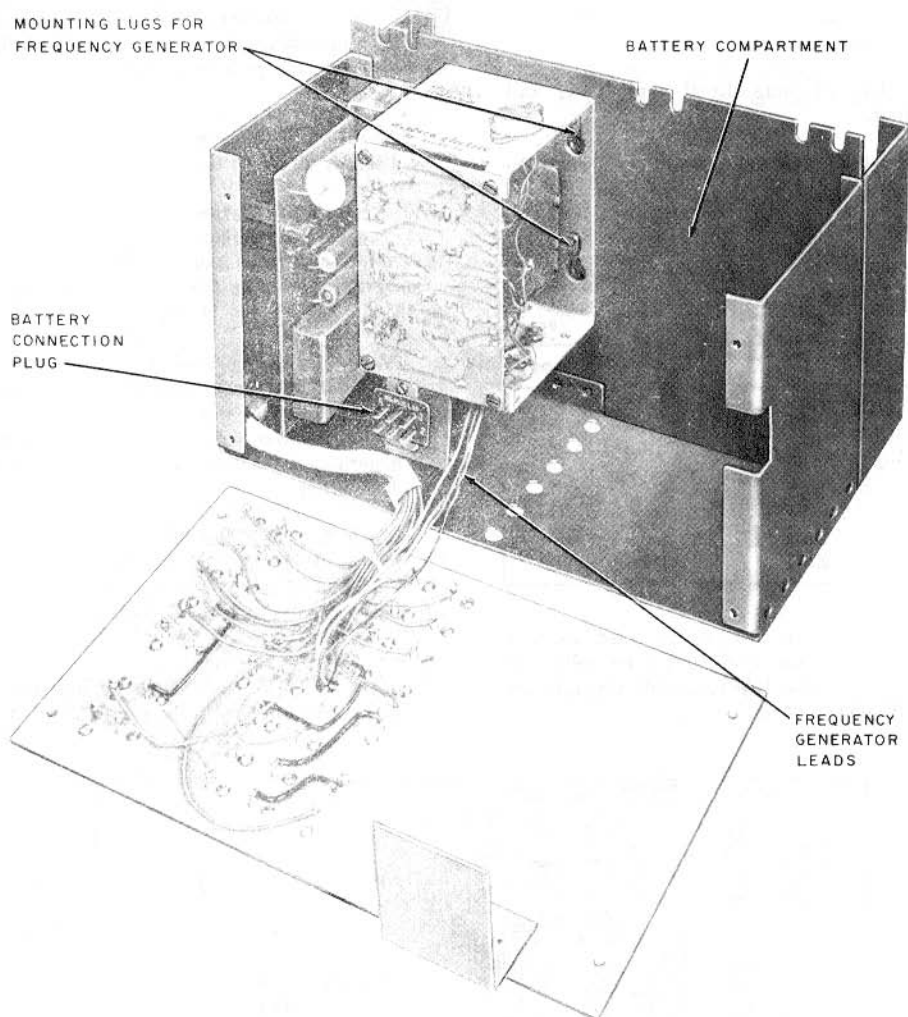 MOUNTING LUGS FOR
FREQUENCY GENERATOR
BATTERY COMPARTMENT
BATTERY
CONNECTION
PLUG
FREQUENCY
GENERATOR
LEADS